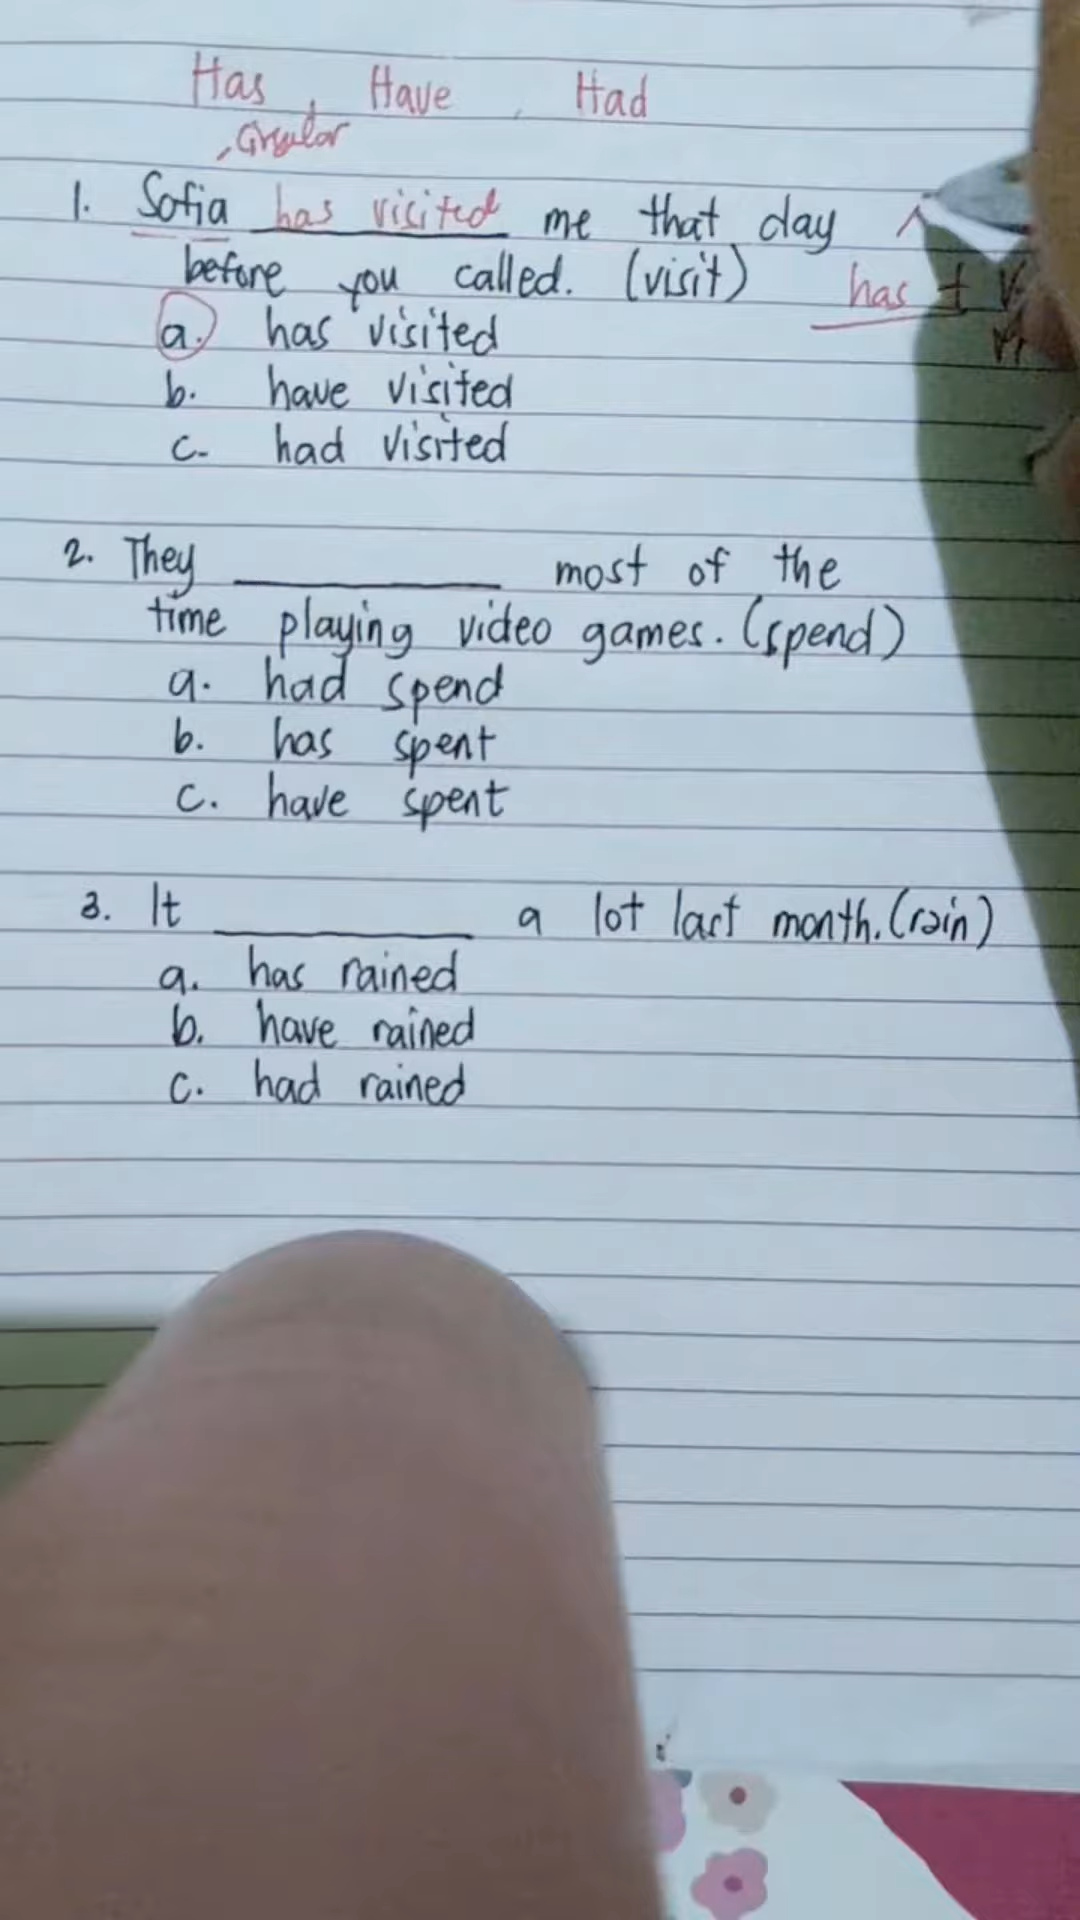 Has , Have , Had
1. Sofia has visited me that day
before you called. (visit) has + V
a. has visited
b. have visited
c. had visited
2. They ________ most of the
time playing video games. (spend)
a. had spend
b. has spent
c. have spent
3. It ________ a lot last month. (rain)
a. has rained
b. have rained
c. had rained